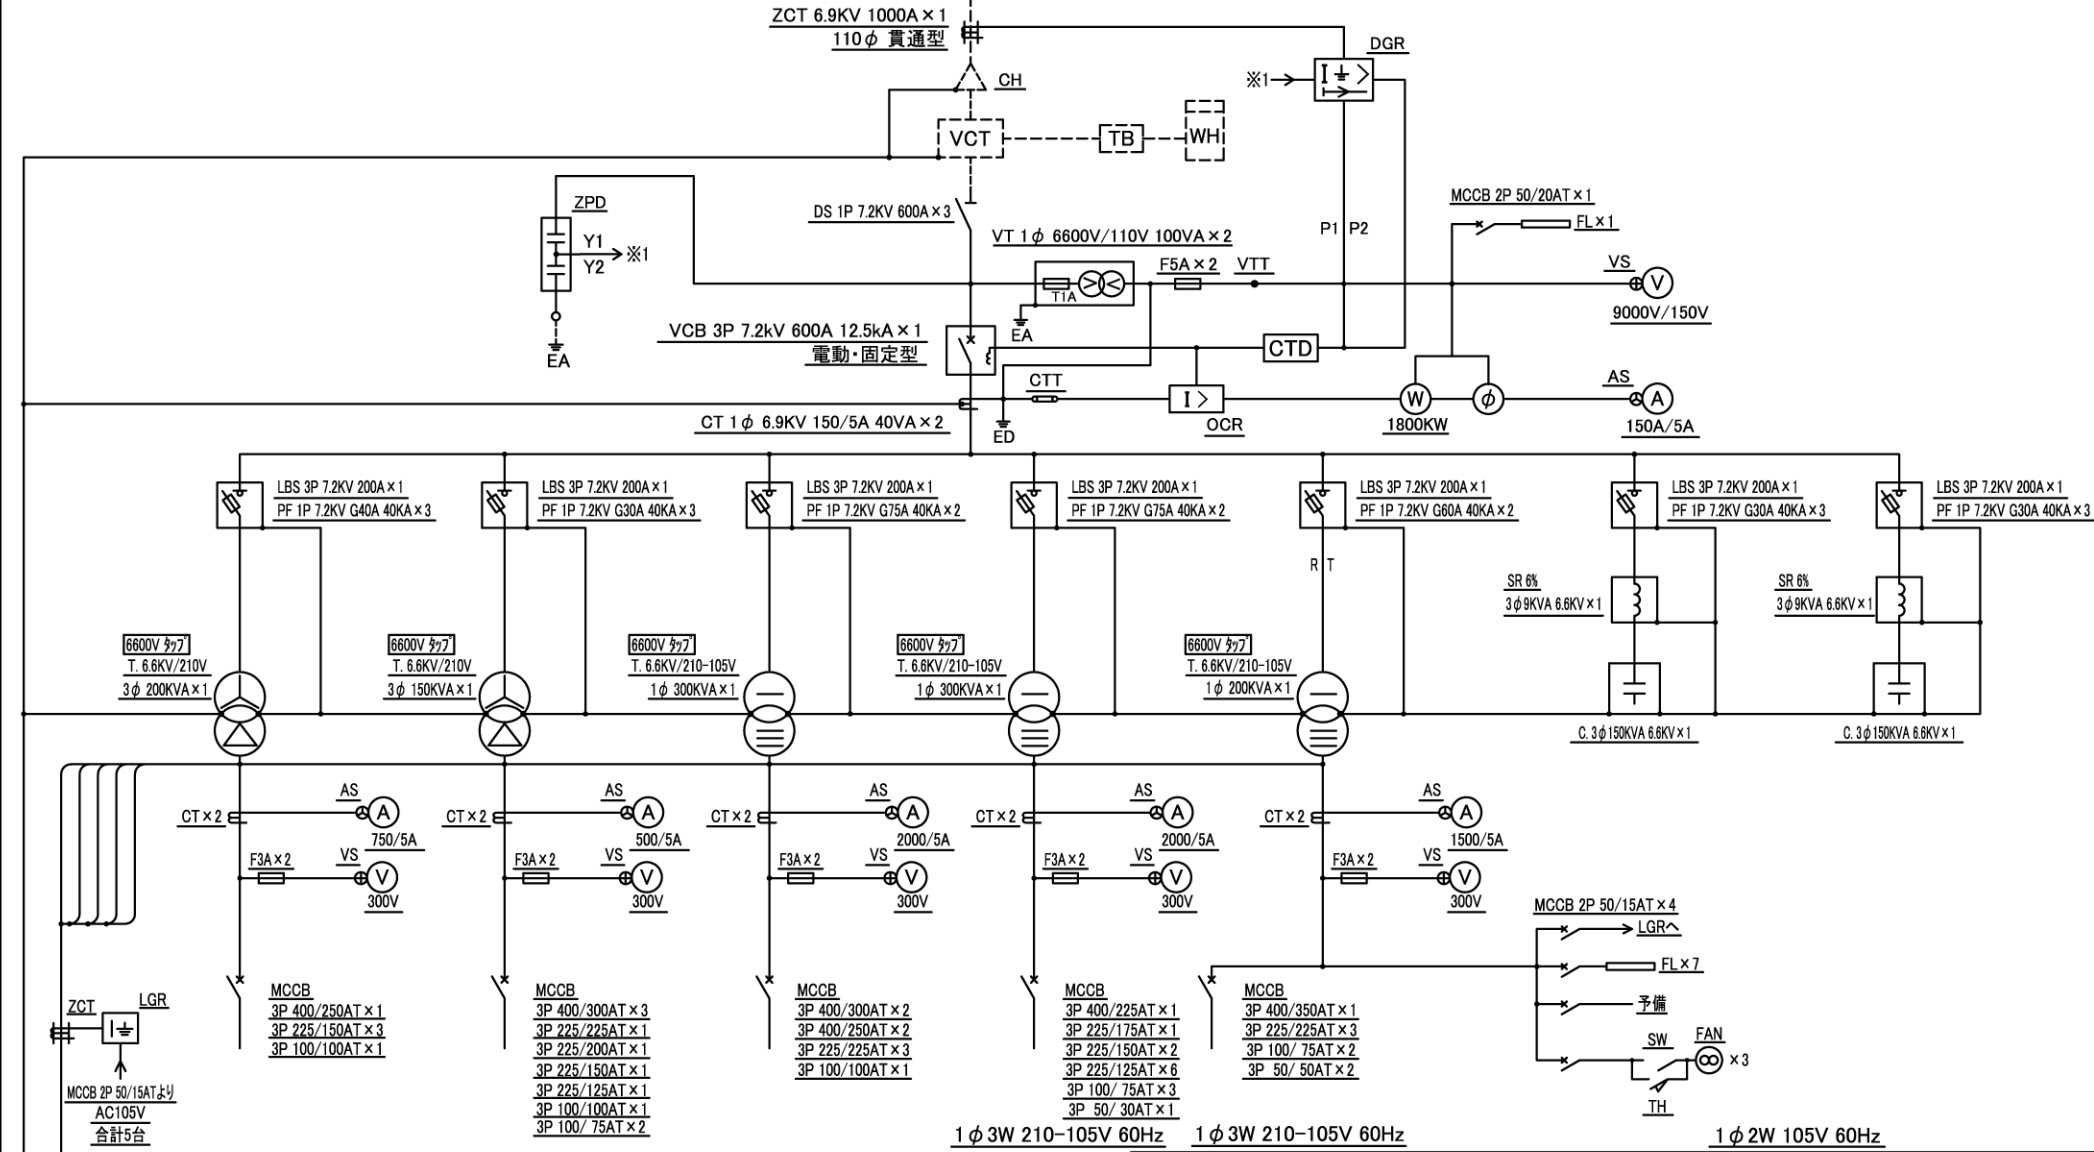 ZCT 6.9KV 1000A×1
110φ 貫通型
CH
DGR
I
※1
VCT
TB
WH
ZPD
Y1
Y2
※1
EA
DS 1P 7.2KV 600A×3
VT 1φ 6600V/110V 100VA×2
T1A
EA
F5A×2
VTT
P1
P2
MCCB 2P 50/20AT×1
FL×1
VS
V
9000V/150V
VCB 3P 7.2kV 600A 12.5kA×1
電動・固定型
CTD
CTT
ED
CT 1φ 6.9KV 150/5A 40VA×2
I >
OCR
W
1800KW
φ
AS
A
150A/5A
LBS 3P 7.2KV 200A×1
PF 1P 7.2KV G40A 40KA×3
LBS 3P 7.2KV 200A×1
PF 1P 7.2KV G30A 40KA×3
LBS 3P 7.2KV 200A×1
PF 1P 7.2KV G75A 40KA×2
LBS 3P 7.2KV 200A×1
PF 1P 7.2KV G75A 40KA×2
LBS 3P 7.2KV 200A×1
PF 1P 7.2KV G60A 40KA×2
LBS 3P 7.2KV 200A×1
PF 1P 7.2KV G30A 40KA×3
LBS 3P 7.2KV 200A×1
PF 1P 7.2KV G30A 40KA×3
R T
SR 6%
3φ9KVA 6.6KV×1
SR 6%
3φ9KVA 6.6KV×1
6600V タップ
T. 6.6KV/210V
3φ 200KVA×1
6600V タップ
T. 6.6KV/210V
3φ 150KVA×1
6600V タップ
T. 6.6KV/210-105V
1φ 300KVA×1
6600V タップ
T. 6.6KV/210-105V
1φ 300KVA×1
6600V タップ
T. 6.6KV/210-105V
1φ 200KVA×1
C. 3φ150KVA 6.6KV×1
C. 3φ150KVA 6.6KV×1
CT×2
AS
A
750/5A
F3A×2
VS
V
300V
CT×2
AS
A
500/5A
F3A×2
VS
V
300V
CT×2
AS
A
2000/5A
F3A×2
VS
V
300V
CT×2
AS
A
2000/5A
F3A×2
VS
V
300V
CT×2
AS
A
1500/5A
F3A×2
VS
V
300V
ZCT
LGR
I
MCCB 2P 50/15ATより
AC105V
合計5台
MCCB
3P 400/250AT×1
3P 225/150AT×3
3P 100/100AT×1
MCCB
3P 400/300AT×3
3P 225/225AT×1
3P 225/200AT×1
3P 225/150AT×1
3P 225/125AT×1
3P 100/100AT×1
3P 100/ 75AT×2
MCCB
3P 400/300AT×2
3P 400/250AT×2
3P 225/225AT×3
3P 100/100AT×1
MCCB
3P 400/225AT×1
3P 225/175AT×1
3P 225/150AT×2
3P 225/125AT×6
3P 100/ 75AT×3
3P 50/ 30AT×1
MCCB
3P 400/350AT×1
3P 225/225AT×3
3P 100/ 75AT×2
3P 50/ 50AT×2
MCCB 2P 50/15AT×4
LGRへ
FL×7
予備
SW
FAN
×3
TH
1φ3W 210-105V 60Hz
1φ3W 210-105V 60Hz
1φ2W 105V 60Hz